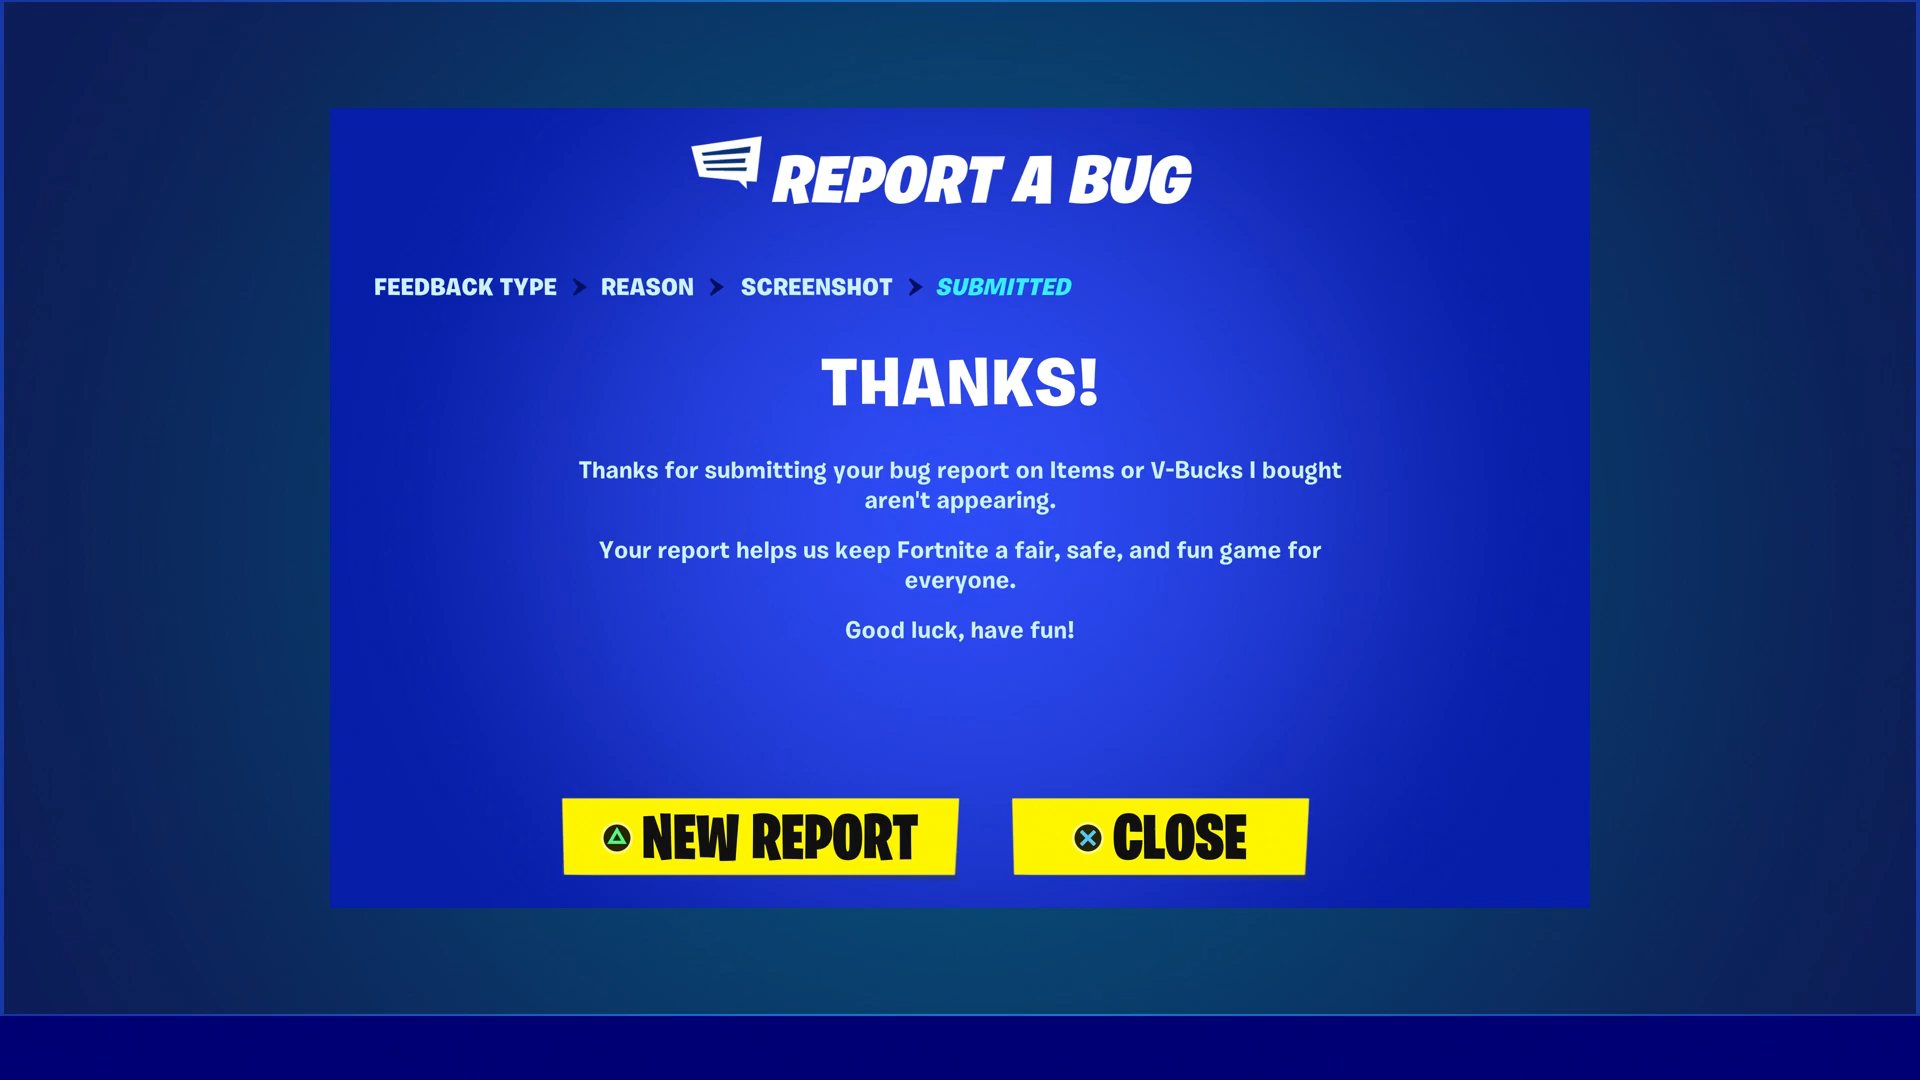 REPORT A BUG
FEEDBACK TYPE > REASON > SCREENSHOT > SUBMITTED
THANKS!
Thanks for submitting your bug report on Items or V-Bucks I bought
aren't appearing.
Your report helps us keep Fortnite a fair, safe, and fun game for
everyone.
Good luck, have fun!
NEW REPORT CLOSE